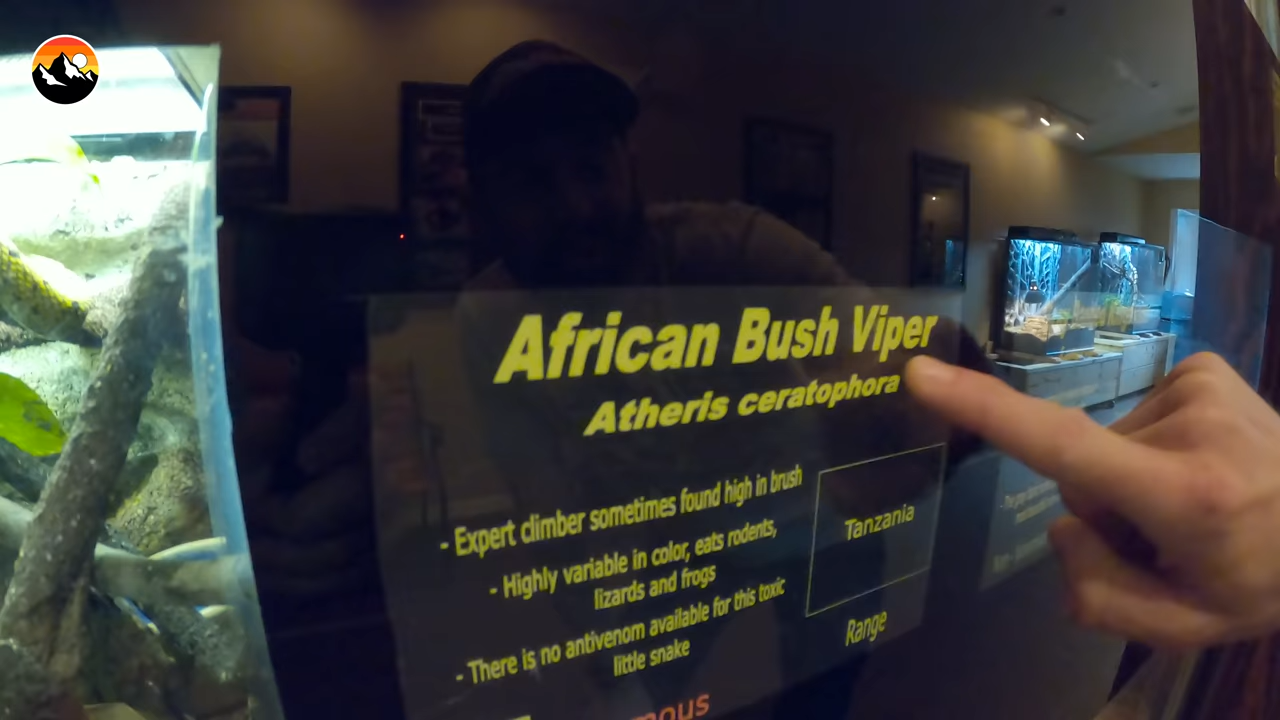 African Bush Viper
Atheris ceratophora
- Expert climber sometimes found high in brush
- Highly variable in color, eats rodents,
lizards and frogs
- There is no antivenom available for this toxic
little snake
Tanzania
Range